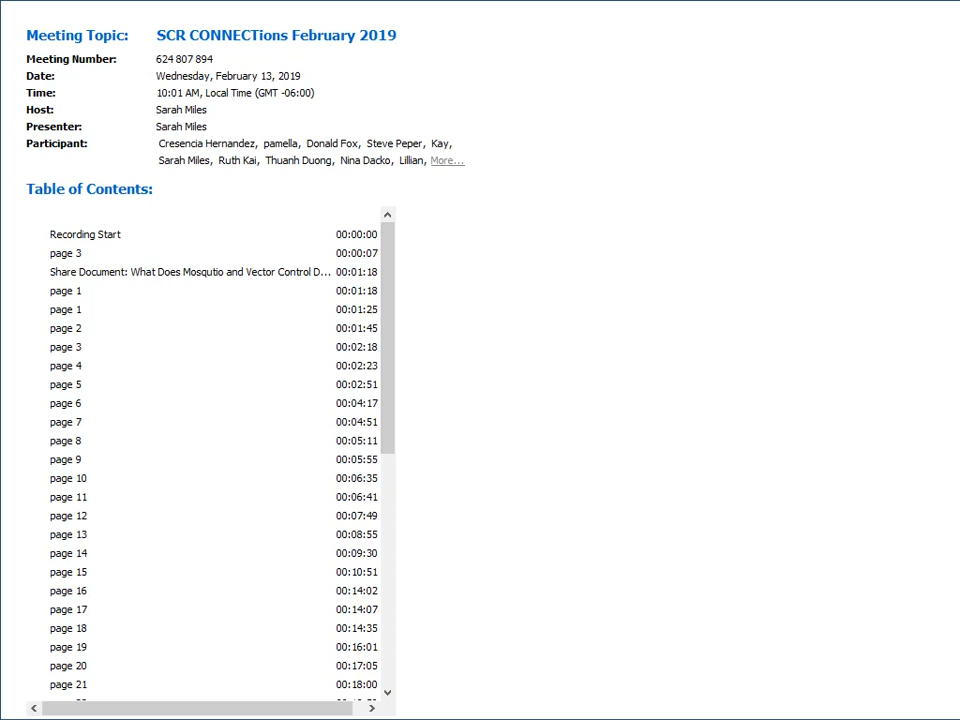 Meeting Topic: SCR CONNECTions February 2019
Meeting Number: 624 807 894
Date: Wednesday, February 13, 2019
Time: 10:01 AM, Local Time (GMT -06:00)
Host: Sarah Miles
Presenter: Sarah Miles
Participant: Cresencia Hernandez, pamella, Donald Fox, Steve Peper, Kay,
Sarah Miles, Ruth Kai, Thuanh Duong, Nina Dacko, Lillian, More...
Table of Contents:
Recording Start 00:00:00
page 3 00:00:07
Share Document: What Does Mosqutio and Vector Control D... 00:01:18
page 1 00:01:18
page 1 00:01:25
page 2 00:01:45
page 3 00:02:18
page 4 00:02:23
page 5 00:02:51
page 6 00:04:17
page 7 00:04:51
page 8 00:05:11
page 9 00:05:55
page 10 00:06:35
page 11 00:06:41
page 12 00:07:49
page 13 00:08:55
page 14 00:09:30
page 15 00:10:51
page 16 00:14:02
page 17 00:14:07
page 18 00:14:35
page 19 00:16:01
page 20 00:17:05
page 21 00:18:00